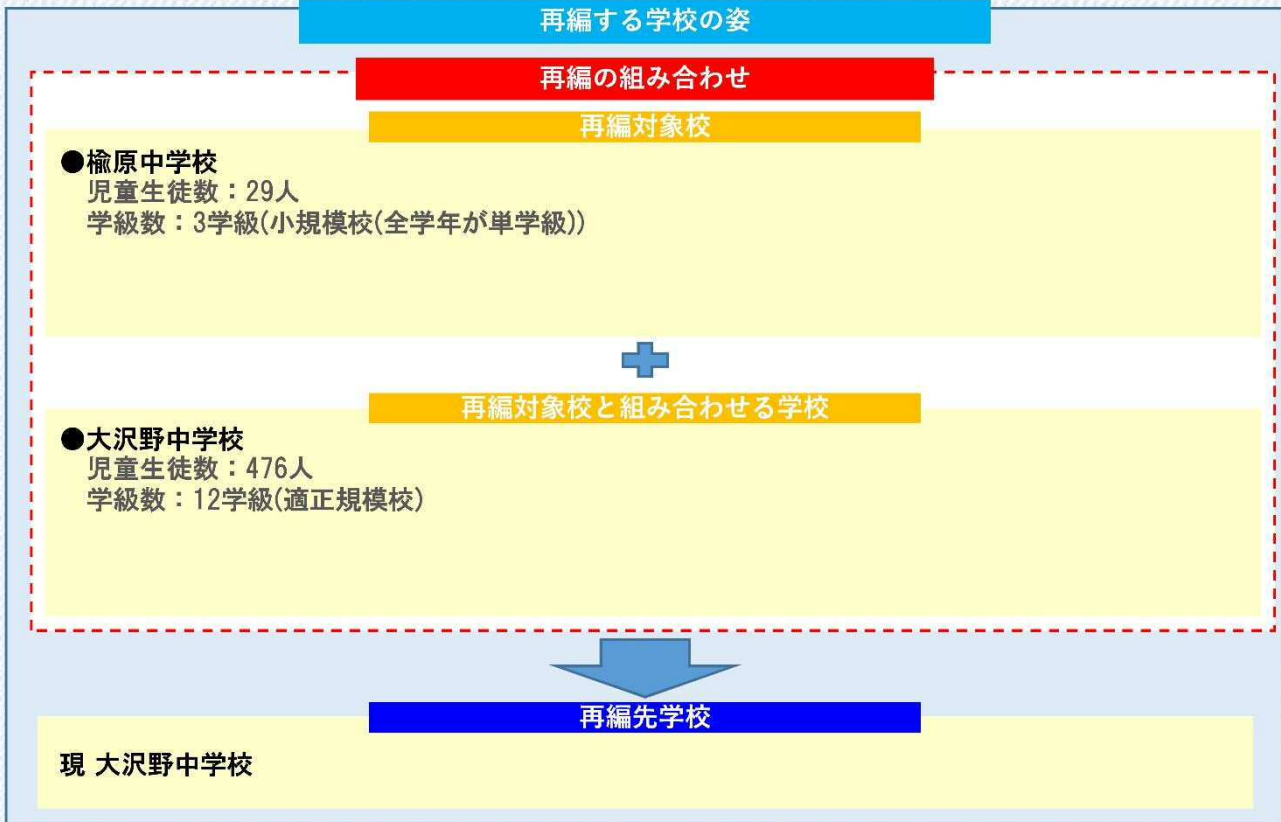 再編する学校の姿
再編の組み合わせ
再編対象校
●楡原中学校
児童生徒数：29人
学級数：3学級(小規模校(全学年が単学級))
再編対象校と組み合わせる学校
●大沢野中学校
児童生徒数：476人
学級数：12学級(適正規模校)
再編先学校
現 大沢野中学校